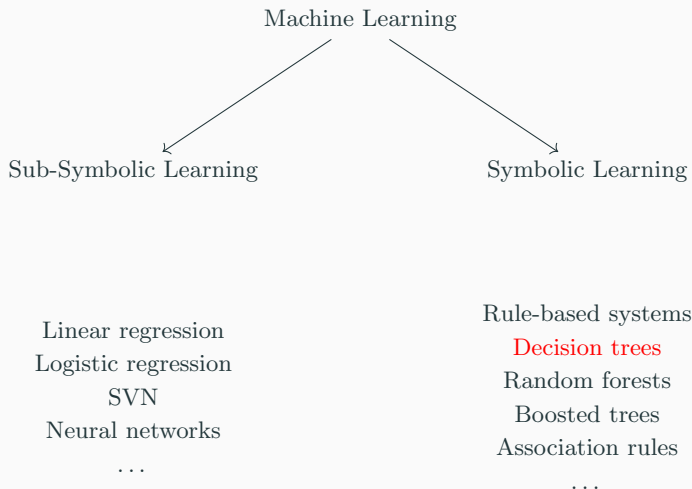 Machine Learning
Sub-Symbolic Learning
Symbolic Learning
Linear regression
Logistic regression
SVN
Neural networks
...
Rule-based systems
Decision trees
Random forests
Boosted trees
Association rules
...